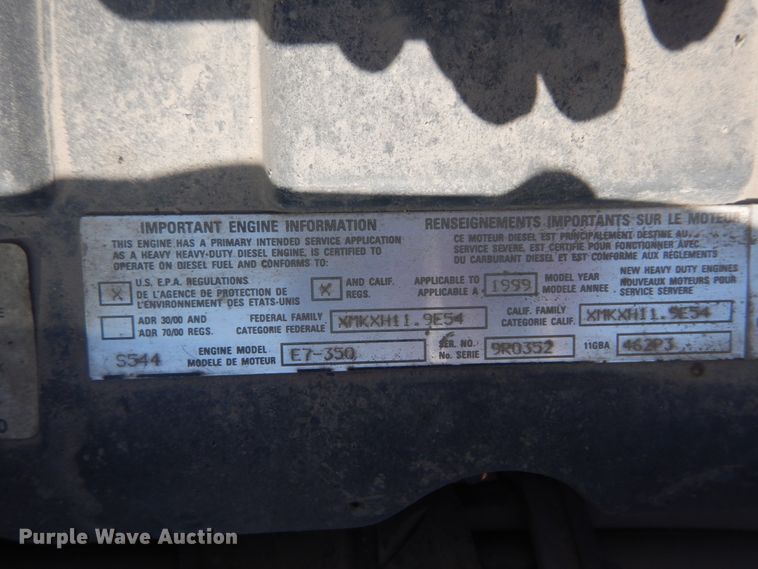 IMPORTANT ENGINE INFORMATION
THIS ENGINE HAS A PRIMARY INTENDED SERVICE APPLICATION
AS A HEAVY HEAVY-DUTY DIESEL ENGINE, IS CERTIFIED TO
OPERATE ON DIESEL FUEL AND CONFORMS TO:
RENSEIGNEMENTS IMPORTANTS SUR LE MOTEUR
CE MOTEUR DIESEL EST PRINCIPALEMENT DESTINE AU
SERVICE SEVERE, EST CERTIFIE POUR FONCTIONNER AVEC
DU CARBURANT DIESEL ET EST CONFORME AUX RÉGLEMENTS
X U.S. E.P.A. REGULATIONS
DE L'AGENCE DE PROTECTION DE
L'ENVIRONNEMENT DES ETATS-UNIS
X AND CALIF.
REGS.
APPLICABLE TO
APPLICABLE A
1999
MODEL YEAR
MODELE ANNEE
NEW HEAVY DUTY ENGINES
NOUVEAUX MOTEURS POUR
SERVICE SERVERE
ADR 30/00 AND
ADR 70/00 REGS.
FEDERAL FAMILY
CATEGORIE FEDERALE
XMKXH11.9E54
CALIF. FAMILY
CATEGORIE CALIF.
XMKXH11.9E54
S544
ENGINE MODEL
MODELE DE MOTEUR
E7-350
SER. NO.
No. SERIE
9R0352
11GBA
462P3
0
Purple Wave Auction